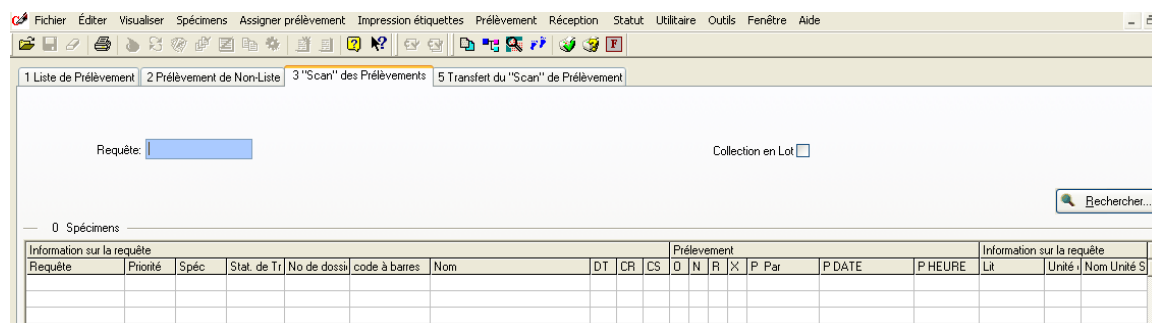 Fichier Éditer Visualiser Spécimens Assigner prélèvement Impression étiquettes Prélèvement Réception Statut Utilitaire Outils Fenêtre Aide
1 Liste de Prélèvement 2 Prélèvement de Non-Liste 3 "Scan" des Prélèvements 5 Transfert du "Scan" de Prélèvement
Requête: Collection en Lot
Rechercher...
0 Spécimens
Information sur la requête Prélevement Information sur la requête
Requête Priorité Spéc Stat. de Tr No de dossi code à barres Nom DT CR CS O N R X P Par P DATE P HEURE Lit Unité Nom Unité S